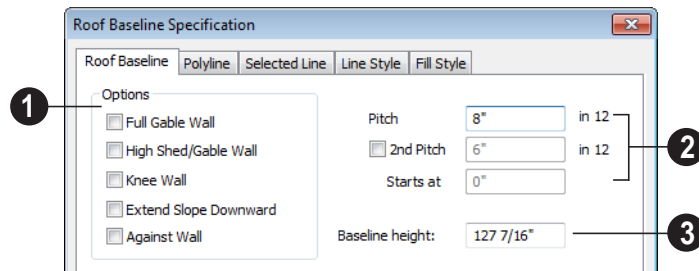 Roof Baseline Specification
Roof Baseline Polyline Selected Line Line Style Fill Style
1
Options
Full Gable Wall
High Shed/Gable Wall
Knee Wall
Extend Slope Downward
Against Wall
Pitch 8" in 12
2nd Pitch 6" in 12
Starts at 0"
2
Baseline height: 127 7/16"
3